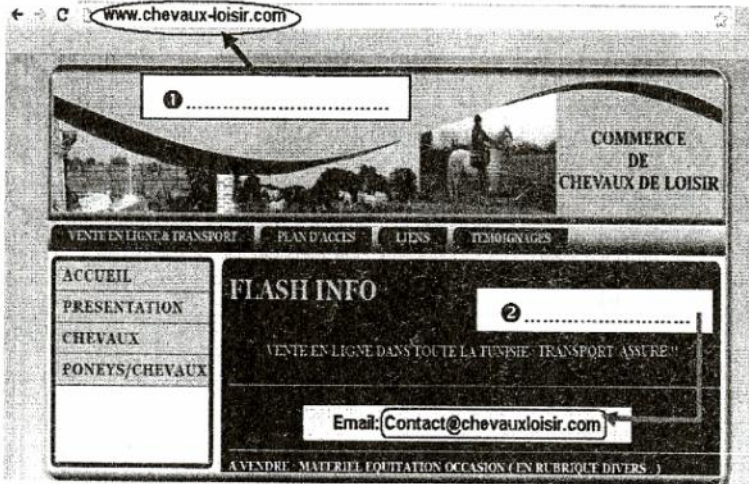 www.chevaux-loisir.com
❶ ..............................
COMMERCE
DE
CHEVAUX DE LOISIR
VENTE EN LIGNE & TRANSPORT PLAN D'ACCES LIENS TEMOIGNAGES
ACCUEIL
PRESENTATION
CHEVAUX
PONEYS/CHEVAUX
FLASH INFO
❷ ..............................
VENTE EN LIGNE DANS TOUTE LA TUNISIE- TRANSPORT ASSURE !!
Email: Contact@chevauxloisir.com
A VENDRE : MATERIEL EQUITATION OCCASION ( EN RUBRIQUE DIVERS .. )